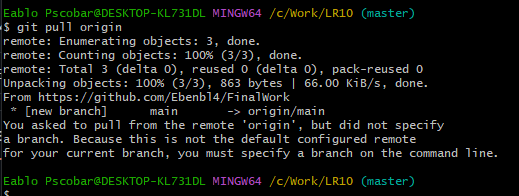 Eablo Pscobar@DESKTOP-KL731DL MINGW64 /c/Work/LR10 (master)
$ git pull origin
remote: Enumerating objects: 3, done.
remote: Counting objects: 100% (3/3), done.
remote: Total 3 (delta 0), reused 0 (delta 0), pack-reused 0
Unpacking objects: 100% (3/3), 863 bytes | 66.00 KiB/s, done.
From https://github.com/Ebenbl4/FinalWork
 * [new branch]      main       -> origin/main
You asked to pull from the remote 'origin', but did not specify
a branch. Because this is not the default configured remote
for your current branch, you must specify a branch on the command line.
Eablo Pscobar@DESKTOP-KL731DL MINGW64 /c/Work/LR10 (master)
$